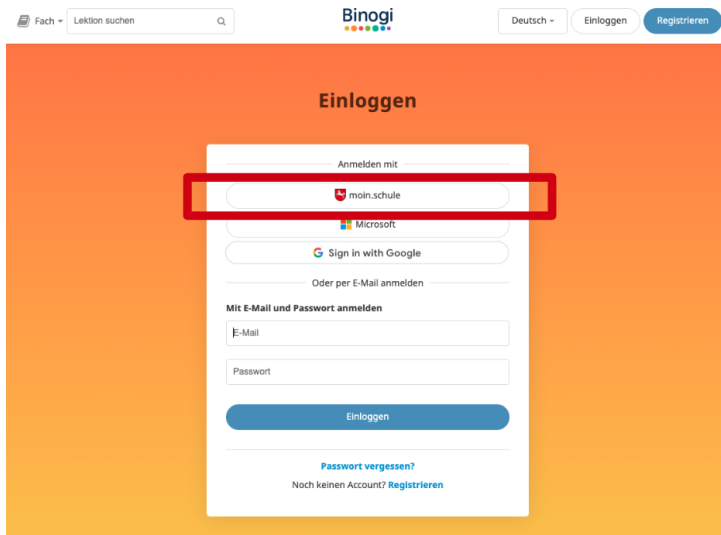 Fach
Lektion suchen
Binogi
Deutsch
Einloggen
Registrieren
Einloggen
Anmelden mit
moin.schule
Microsoft
Sign in with Google
Oder per E-Mail anmelden
Mit E-Mail und Passwort anmelden
E-Mail
Passwort
Einloggen
Passwort vergessen?
Noch keinen Account? Registrieren